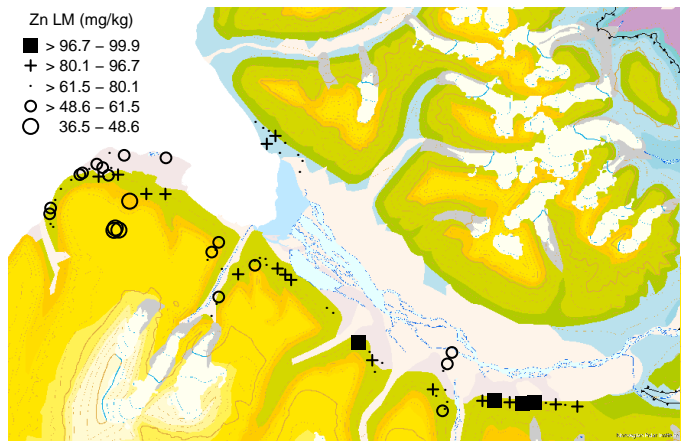 Zn LM (mg/kg)
> 96.7 – 99.9
> 80.1 – 96.7
> 61.5 – 80.1
> 48.6 – 61.5
36.5 – 48.6